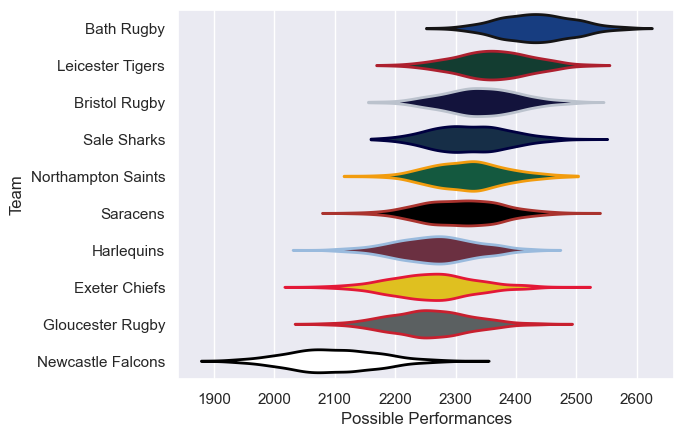 Bath Rugby
Leicester Tigers
Bristol Rugby
Sale Sharks
Northampton Saints
Saracens
Harlequins
Exeter Chiefs
Gloucester Rugby
Newcastle Falcons
Team
1900 2000 2100 2200 2300 2400 2500 2600
Possible Performances